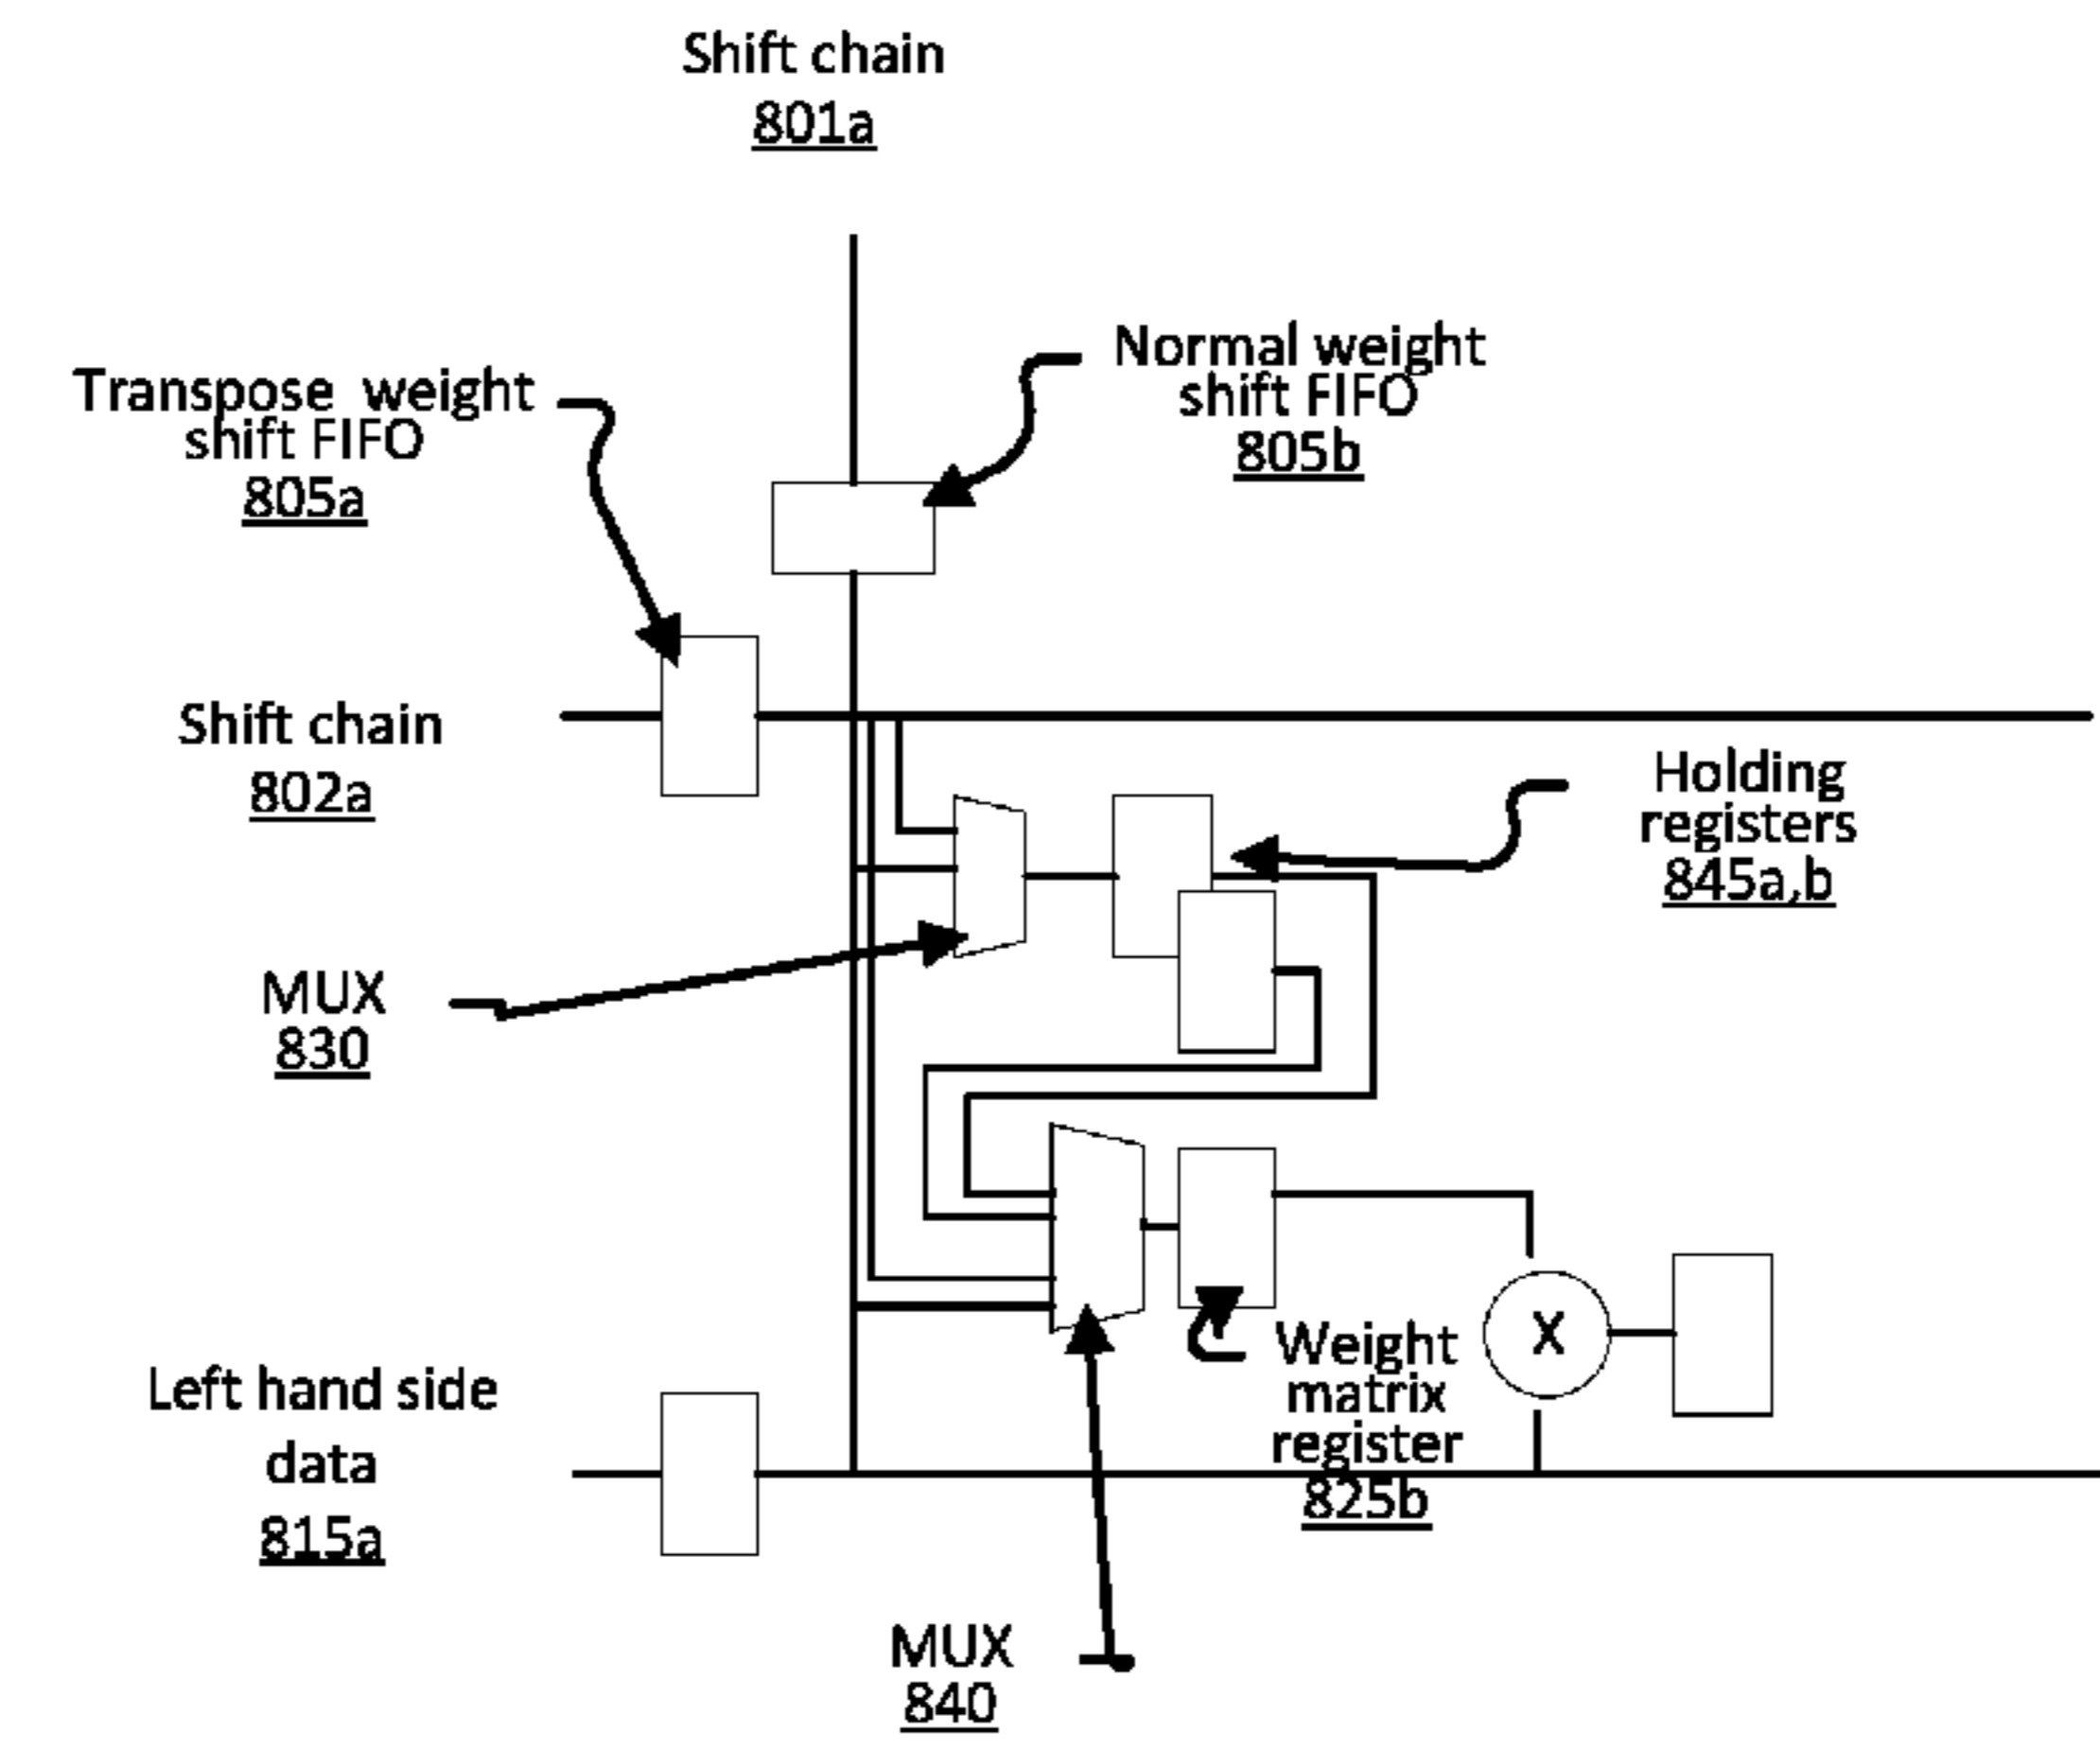 Shift chain
801a
Normal weight
shift FIFO
805b
Transpose weight
shift FIFO
805a
Shift chain
802a
Holding
registers
845a,b
MUX
830
Weight
matrix
register
825b
X
Left hand side
data
815a
MUX
840